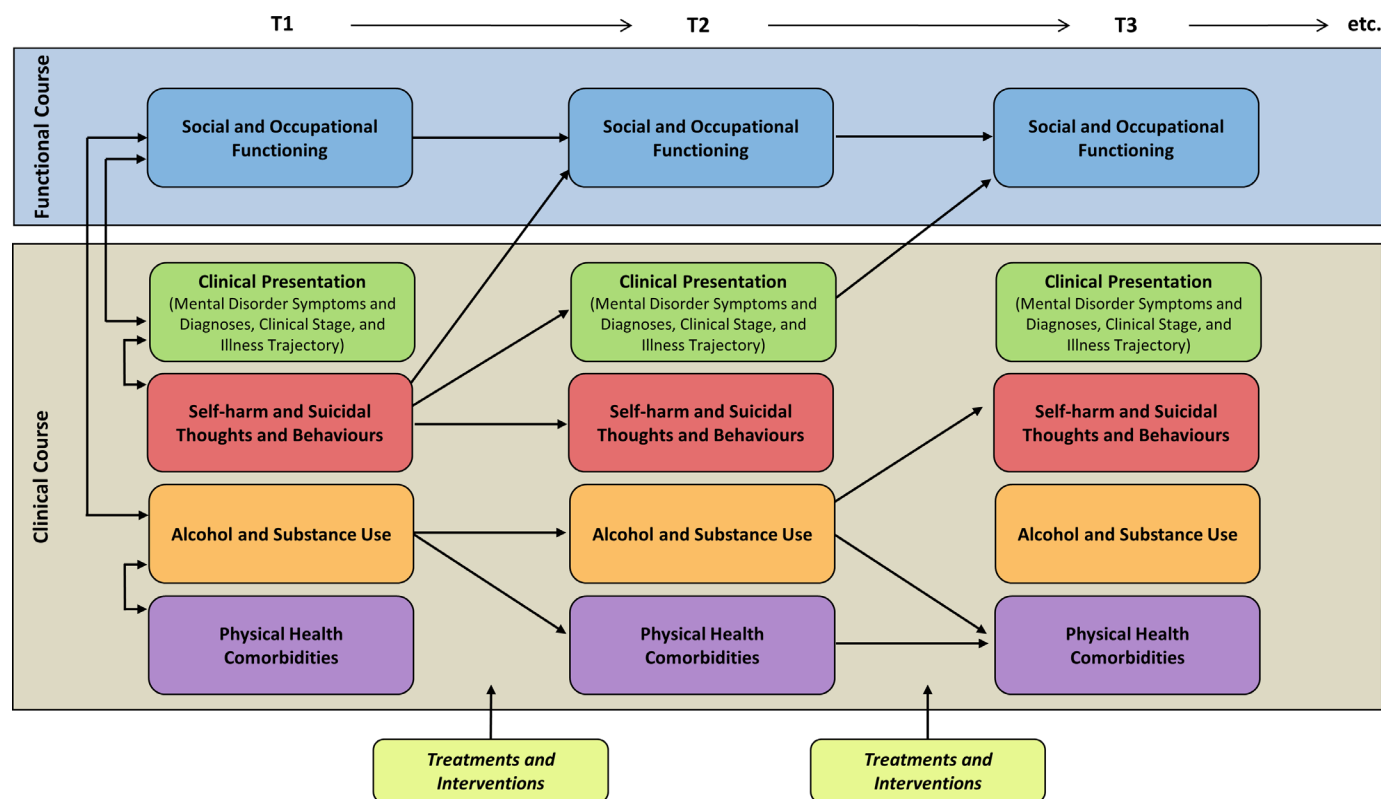 T1
T2
T3
etc.
Functional Course
Social and Occupational
Functioning
Social and Occupational
Functioning
Social and Occupational
Functioning
Clinical Course
Clinical Presentation
(Mental Disorder Symptoms and
Diagnoses, Clinical Stage, and
Illness Trajectory)
Clinical Presentation
(Mental Disorder Symptoms and
Diagnoses, Clinical Stage, and
Illness Trajectory)
Clinical Presentation
(Mental Disorder Symptoms and
Diagnoses, Clinical Stage, and
Illness Trajectory)
Self-harm and Suicidal
Thoughts and Behaviours
Self-harm and Suicidal
Thoughts and Behaviours
Self-harm and Suicidal
Thoughts and Behaviours
Alcohol and Substance Use
Alcohol and Substance Use
Alcohol and Substance Use
Physical Health
Comorbidities
Physical Health
Comorbidities
Physical Health
Comorbidities
Treatments and
Interventions
Treatments and
Interventions